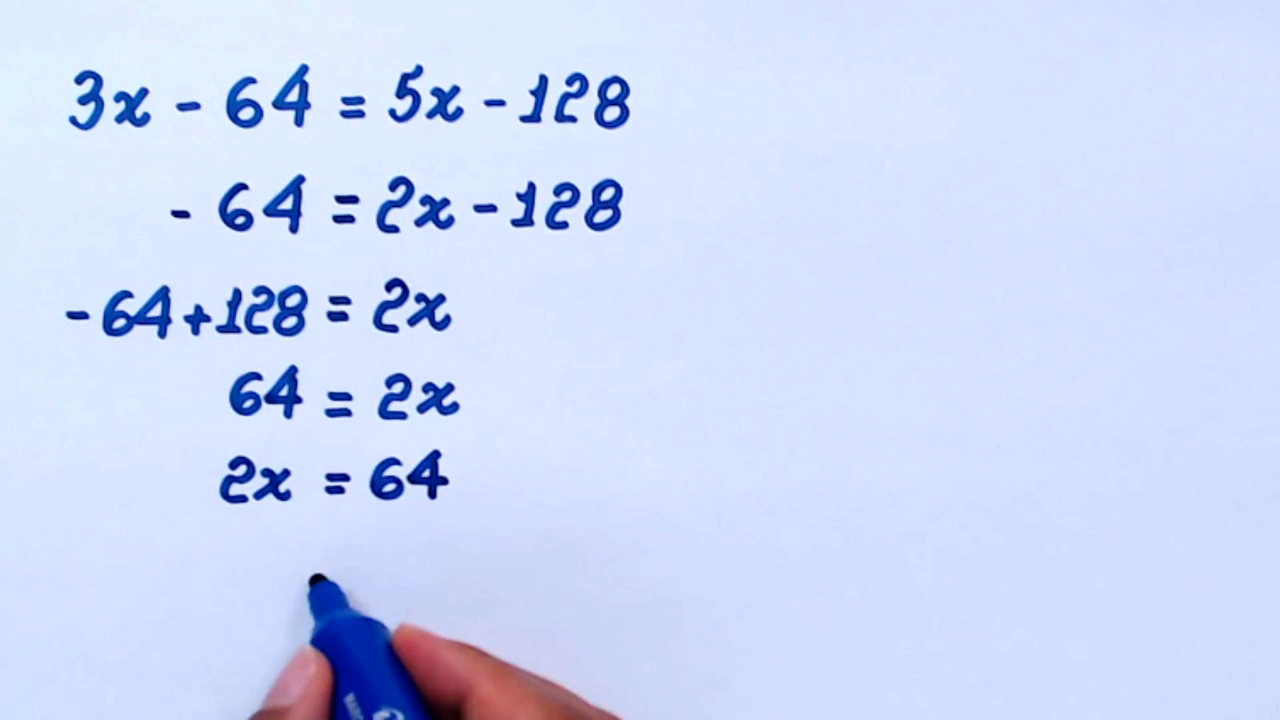 3x - 64 = 5x - 128
- 64 = 2x - 128
- 64 + 128 = 2x
64 = 2x
2x = 64